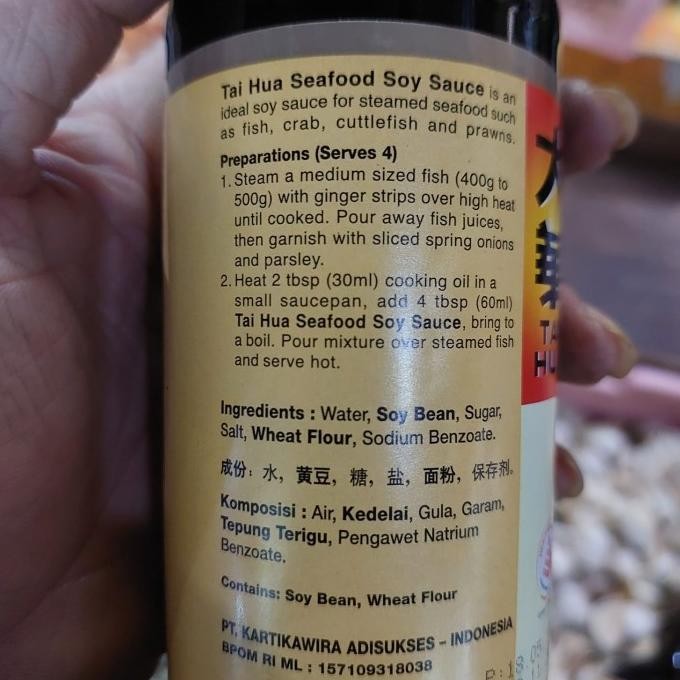 Tai Hua Seafood Soy Sauce is an
ideal soy sauce for steamed seafood such
as fish, crab, cuttlefish and prawns.
Preparations (Serves 4)
1. Steam a medium sized fish (400g to
500g) with ginger strips over high heat
until cooked. Pour away fish juices,
then garnish with sliced spring onions
and parsley.
2. Heat 2 tbsp (30ml) cooking oil in a
small saucepan, add 4 tbsp (60ml)
Tai Hua Seafood Soy Sauce, bring to
a boil. Pour mixture over steamed fish
and serve hot.
Ingredients : Water, Soy Bean, Sugar,
Salt, Wheat Flour, Sodium Benzoate.
成份：水，黄豆，糖，盐，面粉，保存剂。
Komposisi : Air, Kedelai, Gula, Garam,
Tepung Terigu, Pengawet Natrium
Benzoate.
Contains: Soy Bean, Wheat Flour
PT. KARTIKAWIRA ADISUKSES - INDONESIA
BPOM RI ML : 157109318038